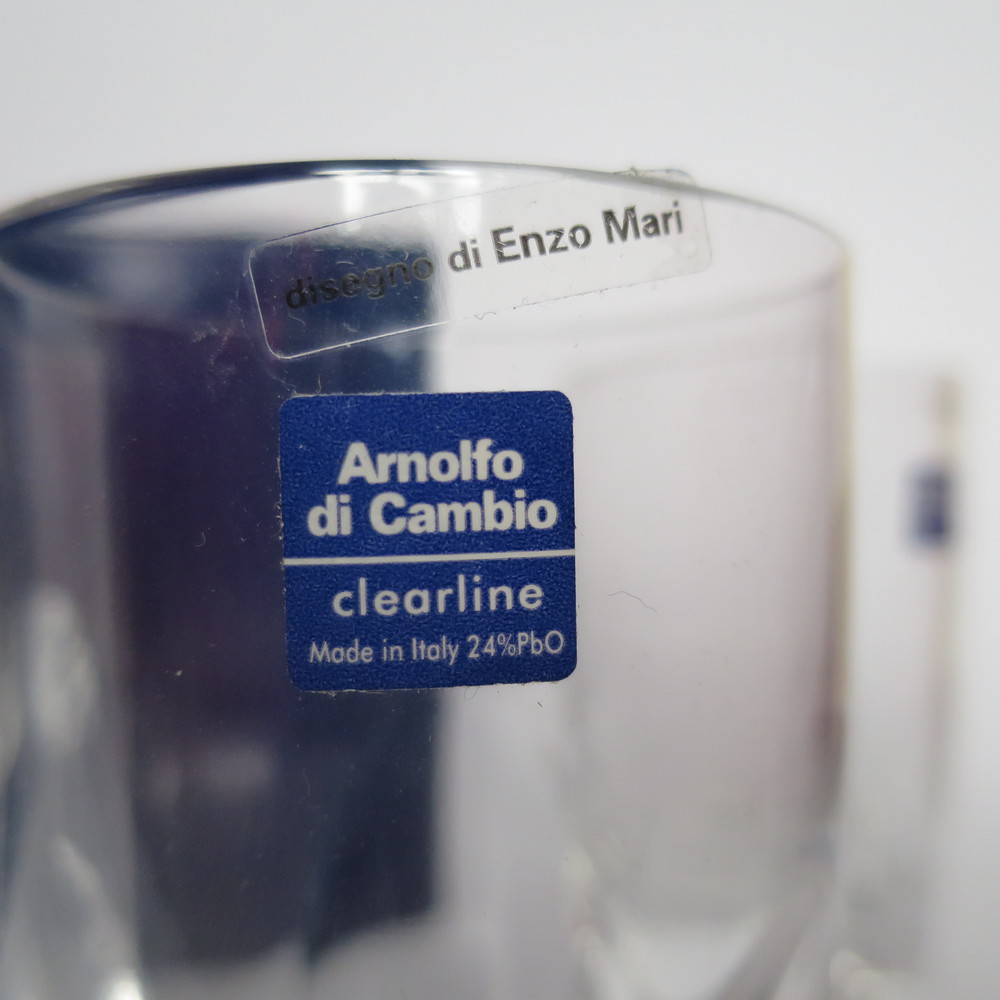 disegno di Enzo Mari
Arnolfo
di Cambio
clearline
Made in Italy 24%PbO